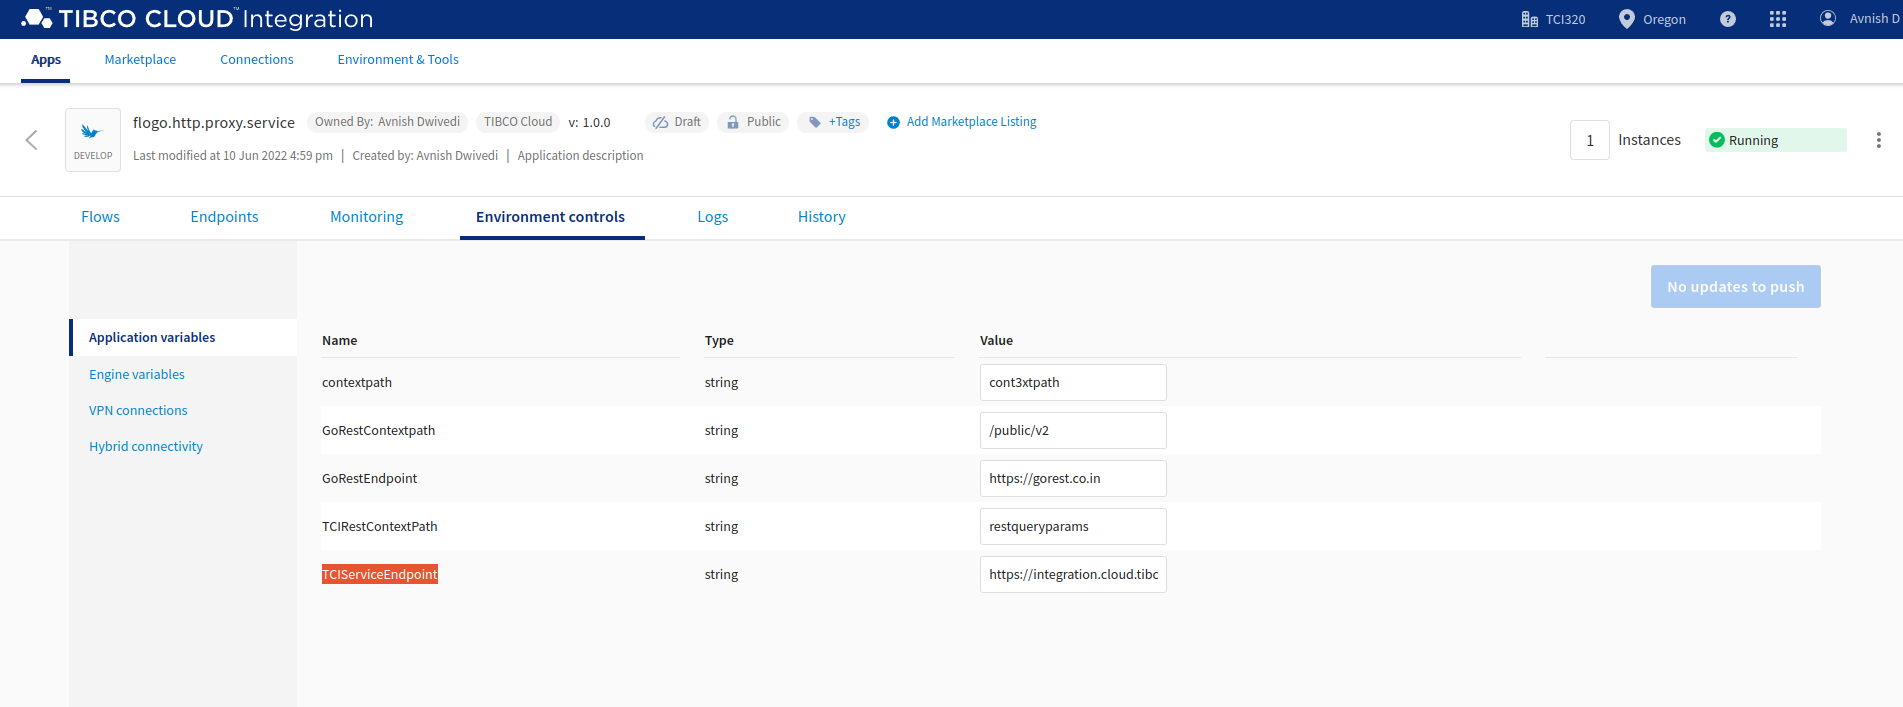 TIBCO CLOUD™ Integration TCI320 Oregon ? Avnish D
Apps Marketplace Connections Environment & Tools
flogo.http.proxy.service Owned By: Avnish Dwivedi TIBCO Cloud v: 1.0.0 Draft Public +Tags Add Marketplace Listing
DEVELOP Last modified at 10 Jun 2022 4:59 pm | Created by: Avnish Dwivedi | Application description
1 Instances Running
Flows Endpoints Monitoring Environment controls Logs History
No updates to push
Application variables
Engine variables
VPN connections
Hybrid connectivity
Name Type Value
contextpath string cont3xtpath
GoRestContextpath string /public/v2
GoRestEndpoint string https://gorest.co.in
TCIRestContextPath string restqueryparams
TCIServiceEndpoint string https://integration.cloud.tibc